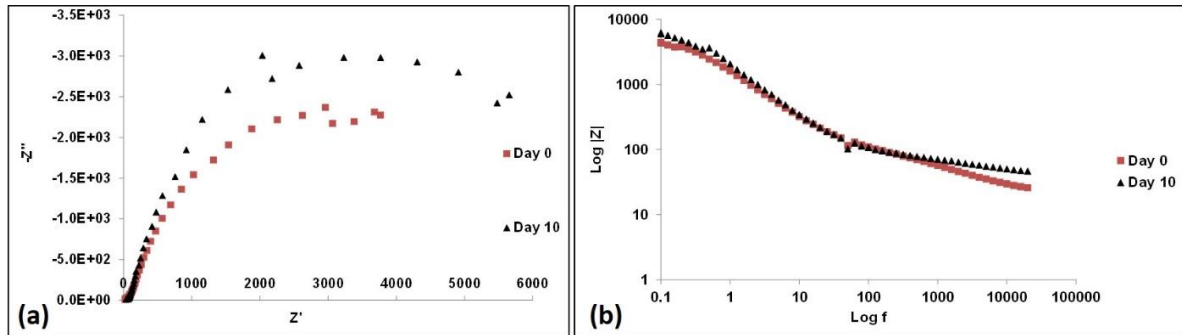 -3.5E+03
-3.0E+03
-2.5E+03
-2.0E+03
-1.5E+03
-1.0E+03
-5.0E+02
0.0E+00
-Z"
0 1000 2000 3000 4000 5000 6000
Z'
Day 0
Day 10
(a)
10000
1000
100
10
1
Log |Z|
0.1 1 10 100 1000 10000 100000
Log f
Day 0
Day 10
(b)